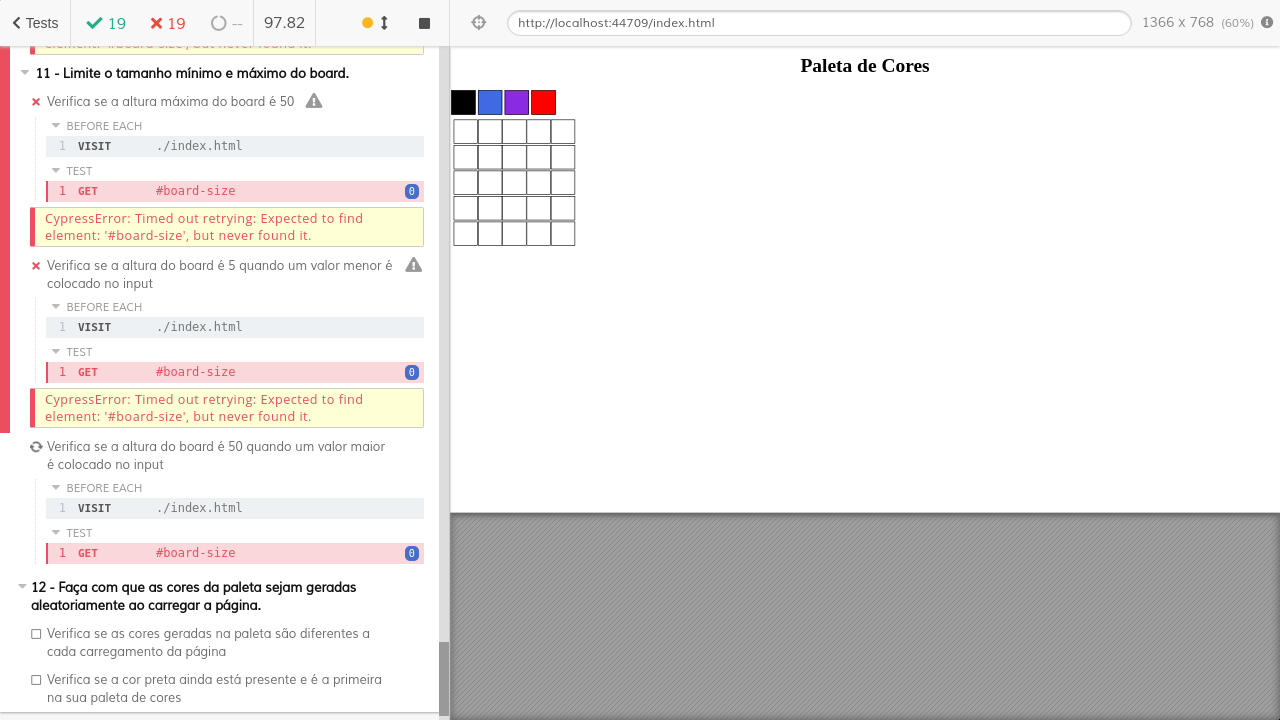 Tests 19 19 -- 97.82
http://localhost:44709/index.html 1366 x 768 (60%)
element: '#board-size', but never found it.
11 - Limite o tamanho mínimo e máximo do board.
Verifica se a altura máxima do board é 50
BEFORE EACH
1 VISIT ./index.html
TEST
1 GET #board-size 0
CypressError: Timed out retrying: Expected to find
element: '#board-size', but never found it.
Verifica se a altura do board é 5 quando um valor menor é
colocado no input
BEFORE EACH
1 VISIT ./index.html
TEST
1 GET #board-size 0
CypressError: Timed out retrying: Expected to find
element: '#board-size', but never found it.
Verifica se a altura do board é 50 quando um valor maior
é colocado no input
BEFORE EACH
1 VISIT ./index.html
TEST
1 GET #board-size 0
12 - Faça com que as cores da paleta sejam geradas
aleatoriamente ao carregar a página.
Verifica se as cores geradas na paleta são diferentes a
cada carregamento da página
Verifica se a cor preta ainda está presente e é a primeira
na sua paleta de cores
Paleta de Cores